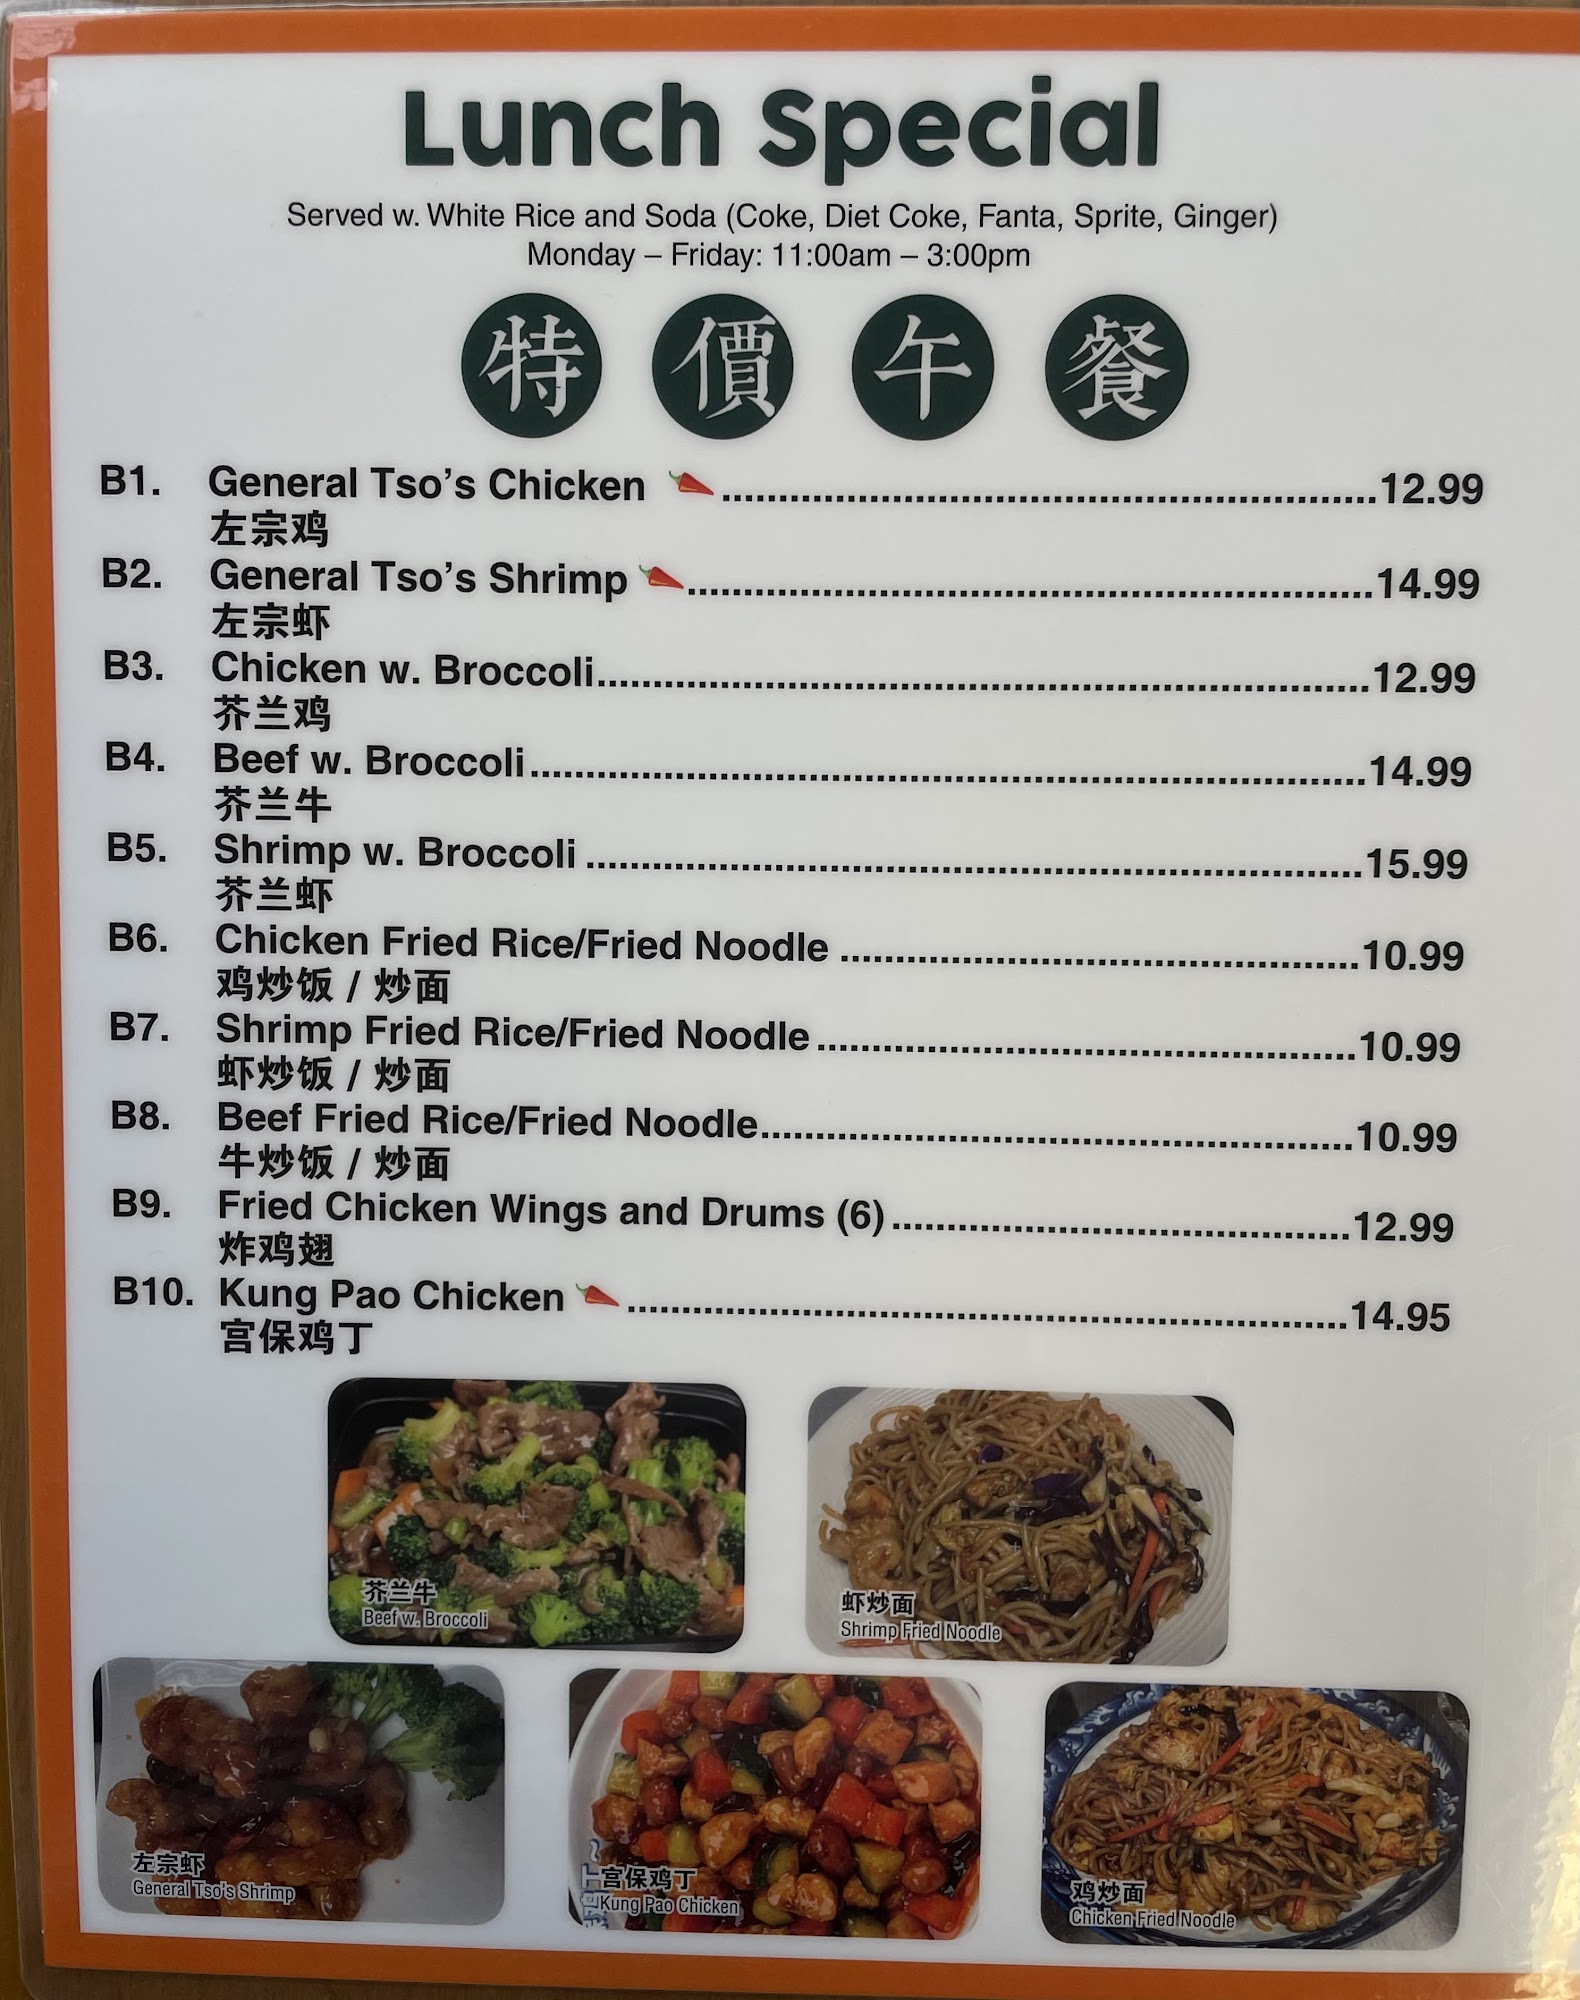 Lunch Special
Served w. White Rice and Soda (Coke, Diet Coke, Fanta, Sprite, Ginger)
Monday – Friday: 11:00am – 3:00pm
特價午餐
B1. General Tso's Chicken 12.99
左宗鸡
B2. General Tso's Shrimp 14.99
左宗虾
B3. Chicken w. Broccoli 12.99
芥兰鸡
B4. Beef w. Broccoli 14.99
芥兰牛
B5. Shrimp w. Broccoli 15.99
芥兰虾
B6. Chicken Fried Rice/Fried Noodle 10.99
鸡炒饭 / 炒面
B7. Shrimp Fried Rice/Fried Noodle 10.99
虾炒饭 / 炒面
B8. Beef Fried Rice/Fried Noodle 10.99
牛炒饭 / 炒面
B9. Fried Chicken Wings and Drums (6) 12.99
炸鸡翅
B10. Kung Pao Chicken 14.95
宫保鸡丁
芥兰牛
Beef w. Broccoli
虾炒面
Shrimp Fried Noodle
左宗虾
General Tso's Shrimp
宫保鸡丁
Kung Pao Chicken
鸡炒面
Chicken Fried Noodle